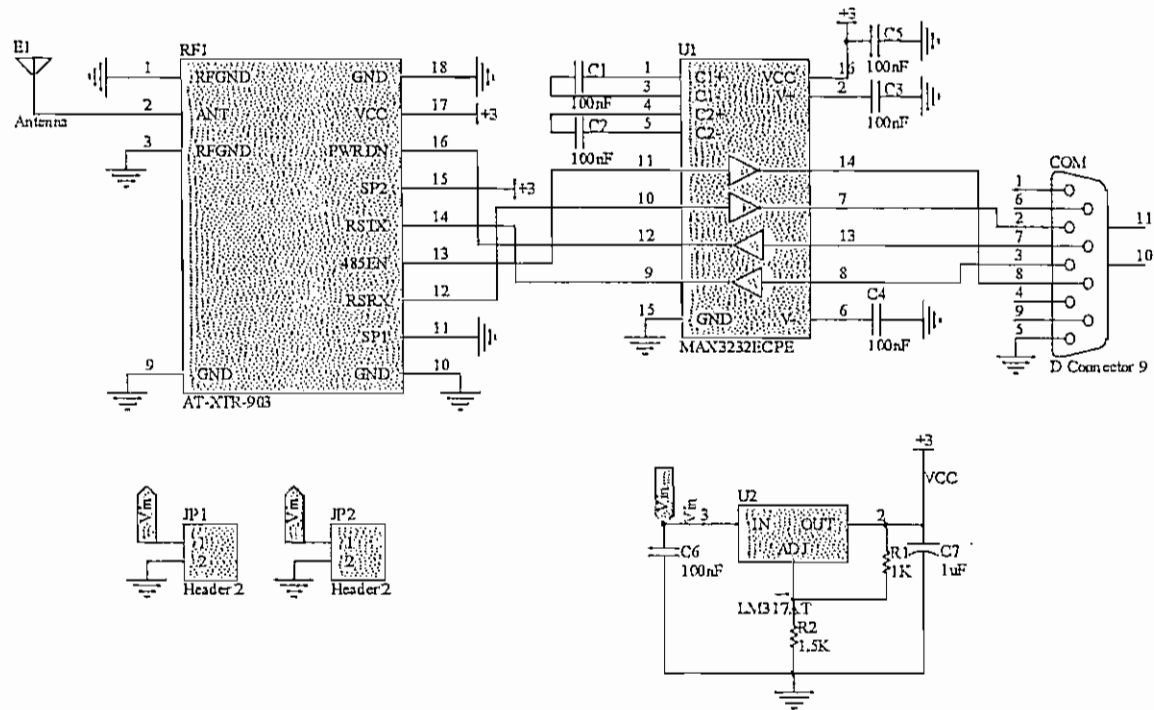 E1
Antenna
RF1
1 RFGND
2 ANT
3 RFGND
9 GND
GND 18
VCC 17 +3
PWRDN 16
SP2 15 +3
RSTX 14
485EN 13
RSRX 12
SP1 11
GND 10
AT-XTR-903
U1
C1
100nF
C2
100nF
1 C1+
3 C1-
4 C2+
5 C2-
11
10
12
9
15 GND
VCC 16
V+ 2
14
7
13
8
V- 6
MAX3232ECPE
+3
C5
100nF
C3
100nF
C4
100nF
COM
1
6
2
7
3
8
4
9
5
11
10
D Connector 9
Vin
JP1
1
2
Header 2
Vin
JP2
1
2
Header 2
Vin
Vin
3
U2
IN OUT
ADJ
2
1
LM317AT
C6
100nF
R1
1K
R2
1.5K
C7
1uF
+3
VCC